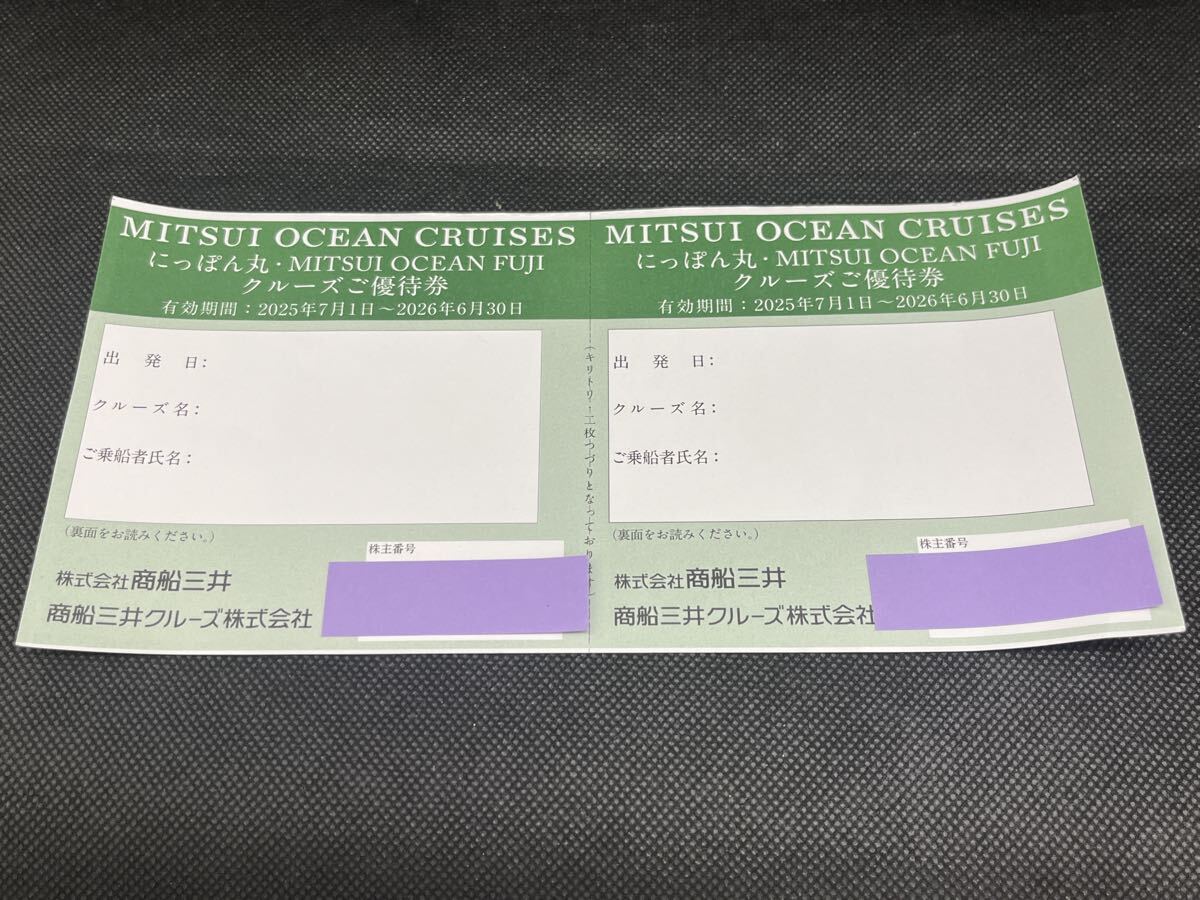 MITSUI OCEAN CRUISES
にっぽん丸・MITSUI OCEAN FUJI
クルーズご優待券
有効期間：2025年7月1日～2026年6月30日
出発日：
クルーズ名：
ご乗船者氏名：
(裏面をお読みください。)
株主番号
株式会社商船三井
商船三井クルーズ株式会社
(キリトリ！二枚つづりとなっております)
MITSUI OCEAN CRUISES
にっぽん丸・MITSUI OCEAN FUJI
クルーズご優待券
有効期間：2025年7月1日～2026年6月30日
出発日：
クルーズ名：
ご乗船者氏名：
(裏面をお読みください。)
株主番号
株式会社商船三井
商船三井クルーズ株式会社